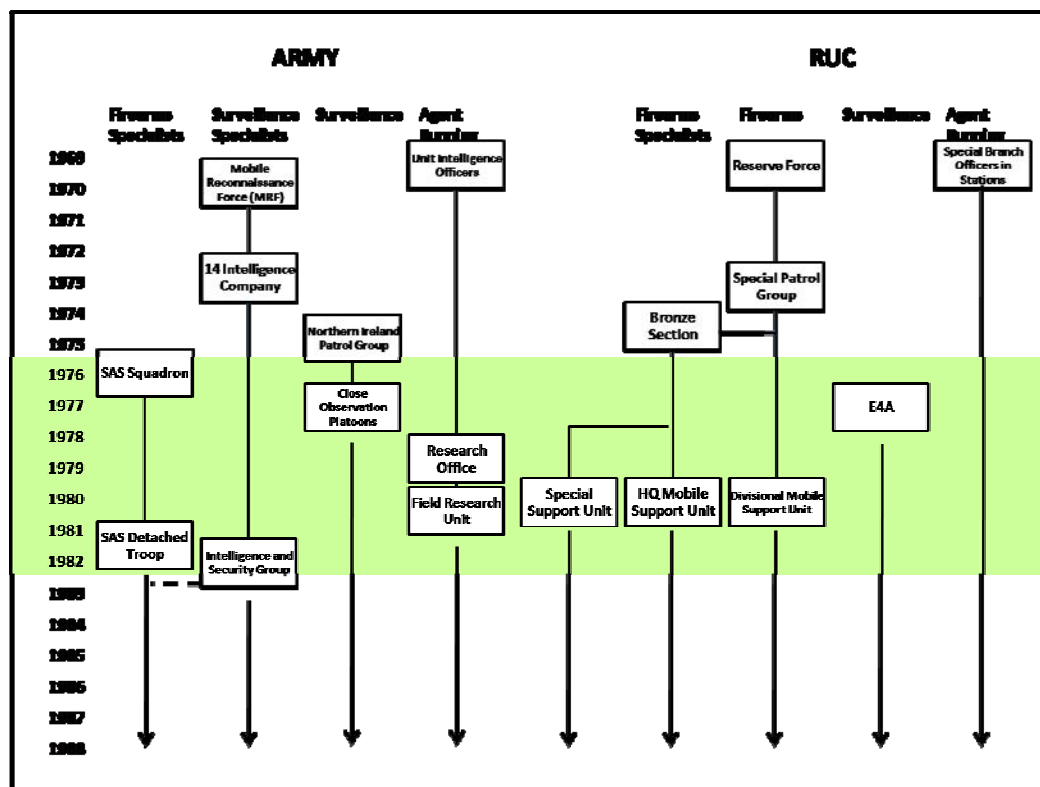 ARMY
RUC
Firearms
Specialists
Surveillance
Specialists
Surveillance
Agent
Running
Firearms
Specialists
Firearms
Surveillance
Agent
Running
1969
Mobile
Reconnaissance
Force (MRF)
Unit Intelligence
Officers
Reserve Force
Special Branch
Officers in
Stations
1970
1971
1972
14 Intelligence
Company
1973
Special Patrol
Group
1974
Bronze
Section
Northern Ireland
Patrol Group
1975
1976
SAS Squadron
1977
Close
Observation
Platoons
E4A
1978
Research
Office
1979
1980
Field Research
Unit
Special
Support Unit
HQ Mobile
Support Unit
Divisional Mobile
Support Unit
1981
SAS Detached
Troop
1982
Intelligence and
Security Group
1983
1984
1985
1986
1987
1988